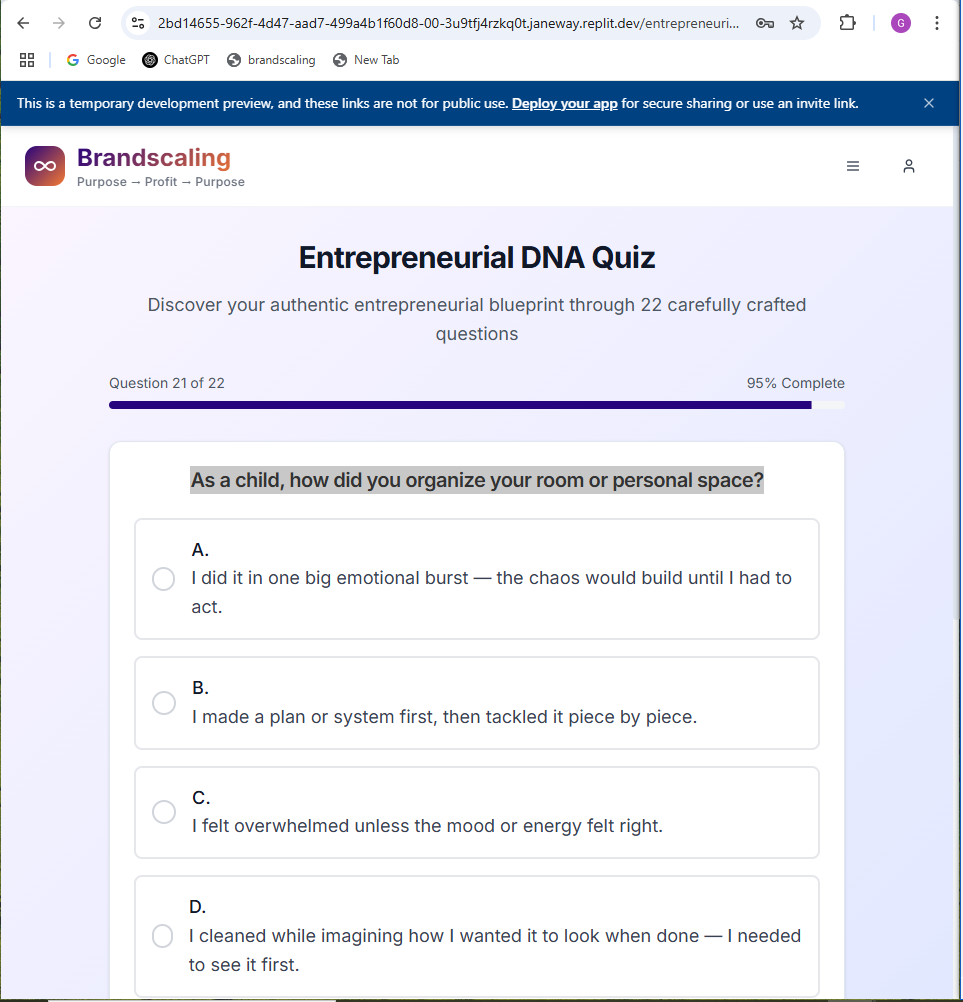 2bd14655-962f-4d47-aad7-499a4b1f60d8-00-3u9tfj4rzkq0t.janeway.replit.dev/entrepreneuri...
G
Google
ChatGPT
brandscaling
New Tab
This is a temporary development preview, and these links are not for public use. Deploy your app for secure sharing or use an invite link.
Brandscaling
Purpose → Profit → Purpose
Entrepreneurial DNA Quiz
Discover your authentic entrepreneurial blueprint through 22 carefully crafted
questions
Question 21 of 22
95% Complete
As a child, how did you organize your room or personal space?
A.
I did it in one big emotional burst — the chaos would build until I had to
act.
B.
I made a plan or system first, then tackled it piece by piece.
C.
I felt overwhelmed unless the mood or energy felt right.
D.
I cleaned while imagining how I wanted it to look when done — I needed
to see it first.